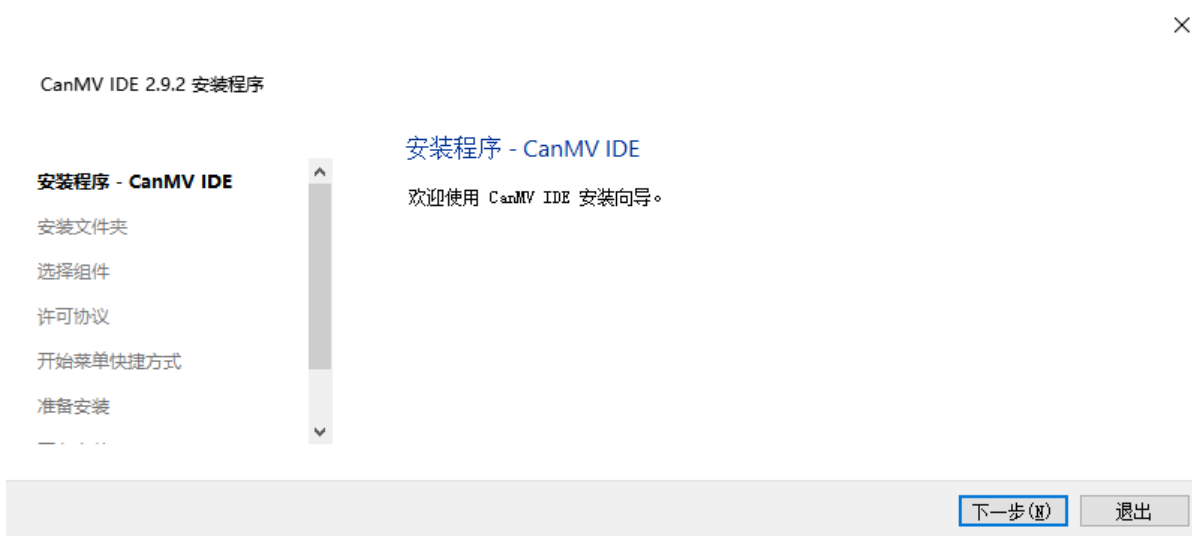 CanMV IDE 2.9.2 安装程序
安装程序 - CanMV IDE
安装文件夹
选择组件
许可协议
开始菜单快捷方式
准备安装
安装程序 - CanMV IDE
欢迎使用 CanMV IDE 安装向导。
下一步(N)
退出